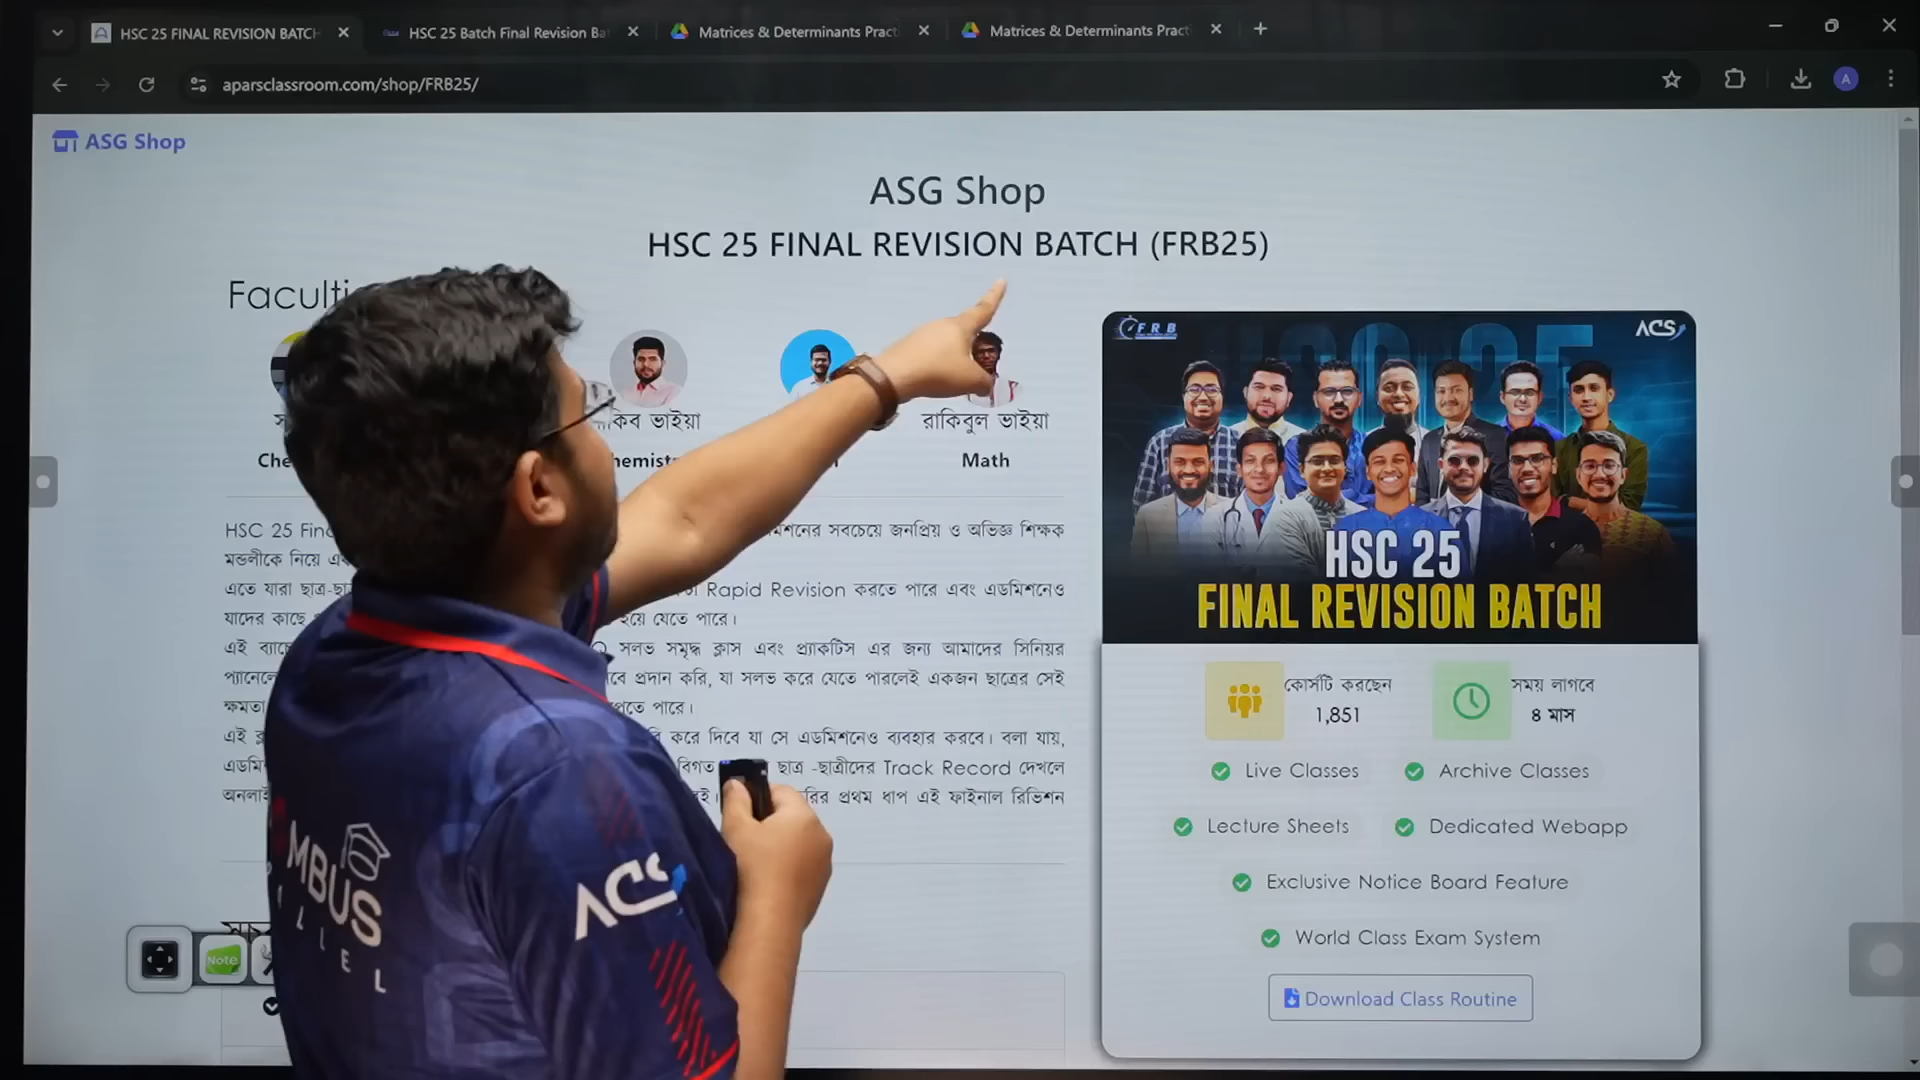 HSC 25 FINAL REVISION BATCH
HSC 25 Batch Final Revision Ba
Matrices & Determinants Pract
Matrices & Determinants Pract
aparsclassroom.com/shop/FRB25/
A
ASG Shop
ASG Shop
HSC 25 FINAL REVISION BATCH (FRB25)
Faculti
কিব ভাইয়া
রাকিবুল ভাইয়া
Che
hemist
Math
HSC 25 Fin
মিশনের সবচেয়ে জনপ্রিয় ও অভিজ্ঞ শিক্ষক
মন্ডলীকে নিয়ে এ
এতে যারা ছাত্র-ছা
Rapid Revision করতে পারে এবং এডমিশনেও
যাদের কাছে
হয়ে যেতে পারে।
এই ব্যাচে
সলভ সমৃদ্ধ ক্লাস এবং প্র্যাকটিস এর জন্য আমাদের সিনিয়র
প্যানেলে
বে প্রদান করি, যা সলভ করে যেতে পারলেই একজন ছাত্রের সেই
ক্ষমতা
পেতে পারে।
এই ক্ল
করে দিবে যা সে এডমিশনেও ব্যবহার করবে। বলা যায়,
এডমি
বিগত
ছাত্র -ছাত্রীদের Track Record দেখলে
অনলাই
রির প্রথম ধাপ এই ফাইনাল রিভিশন
FRB
ACS
HSC 25
FINAL REVISION BATCH
কোর্সটি করছেন
1,851
সময় লাগবে
৪ মাস
Live Classes
Archive Classes
Lecture Sheets
Dedicated Webapp
Exclusive Notice Board Feature
World Class Exam System
Download Class Routine
Note
MBUS
ALLEL
ACS